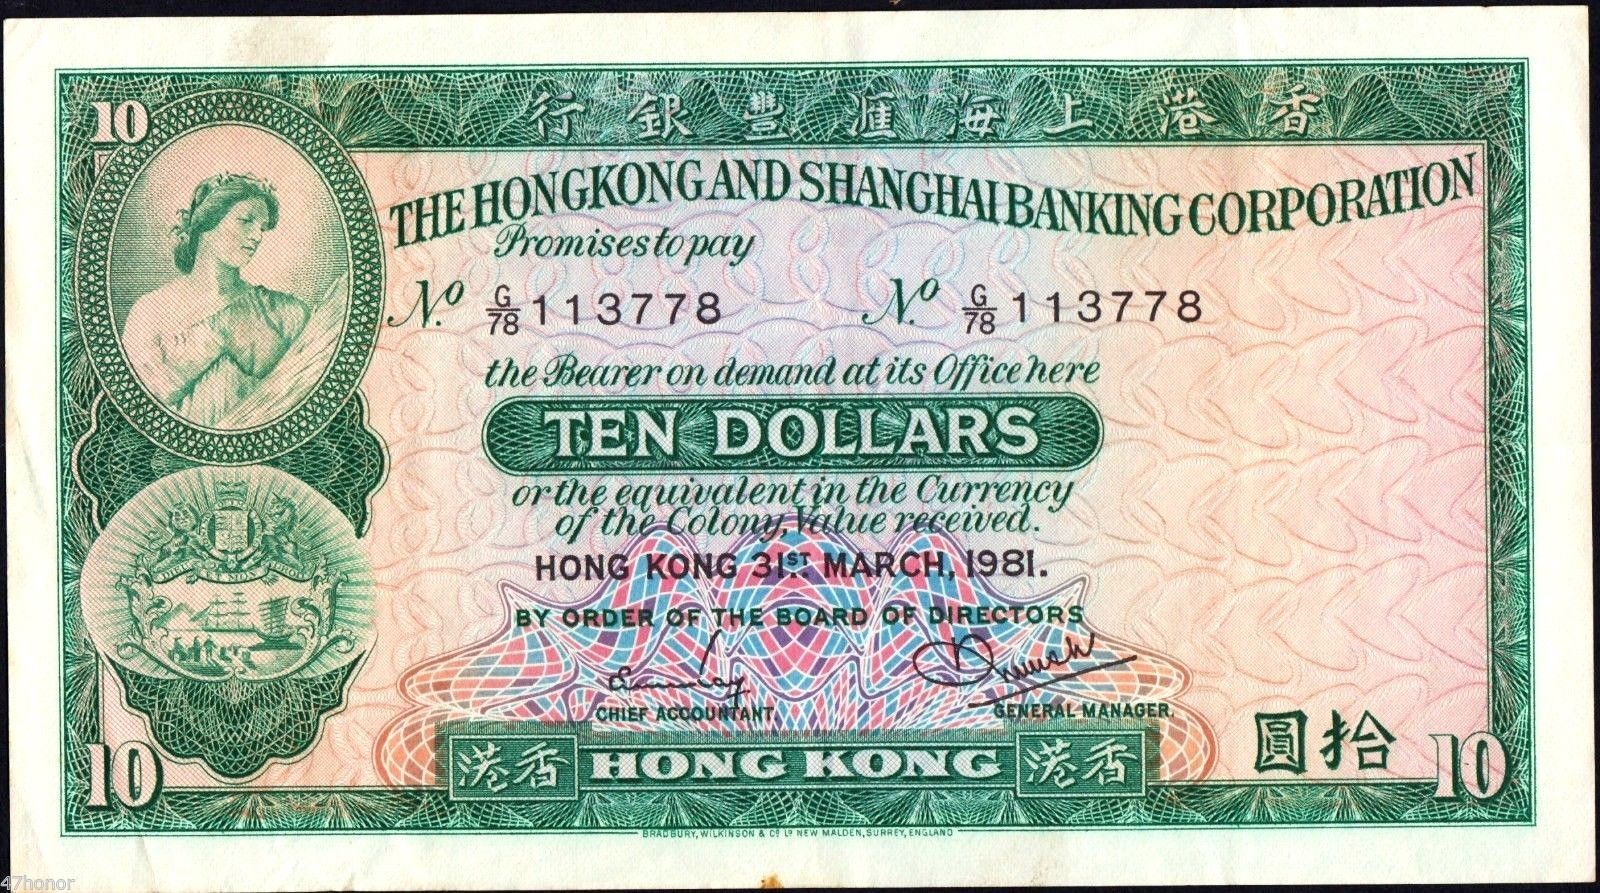 行銀豐滙海上港香
10
THE HONGKONG AND SHANGHAI BANKING CORPORATION
Promises to pay
No. G/78 113778 No. G/78 113778
the Bearer on demand at its Office here
TEN DOLLARS
or the equivalent in the Currency
of the Colony, Value received.
HONG KONG 31ST MARCH, 1981.
BY ORDER OF THE BOARD OF DIRECTORS
CHIEF ACCOUNTANT. GENERAL MANAGER.
圓拾
10 港香 HONG KONG 港香 10
BRADBURY, WILKINSON & Co. Ld. NEW MALDEN, SURREY, ENGLAND
47honor